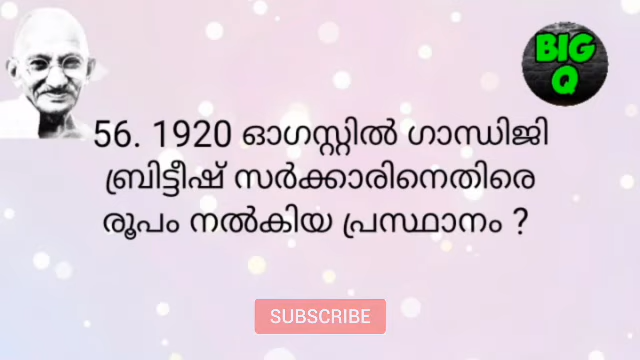 BIG
Q
56. 1920 ഓഗസ്റ്റിൽ ഗാന്ധിജി
ബ്രിട്ടീഷ് സർക്കാരിനെതിരെ
രൂപം നൽകിയ പ്രസ്ഥാനം ?
SUBSCRIBE